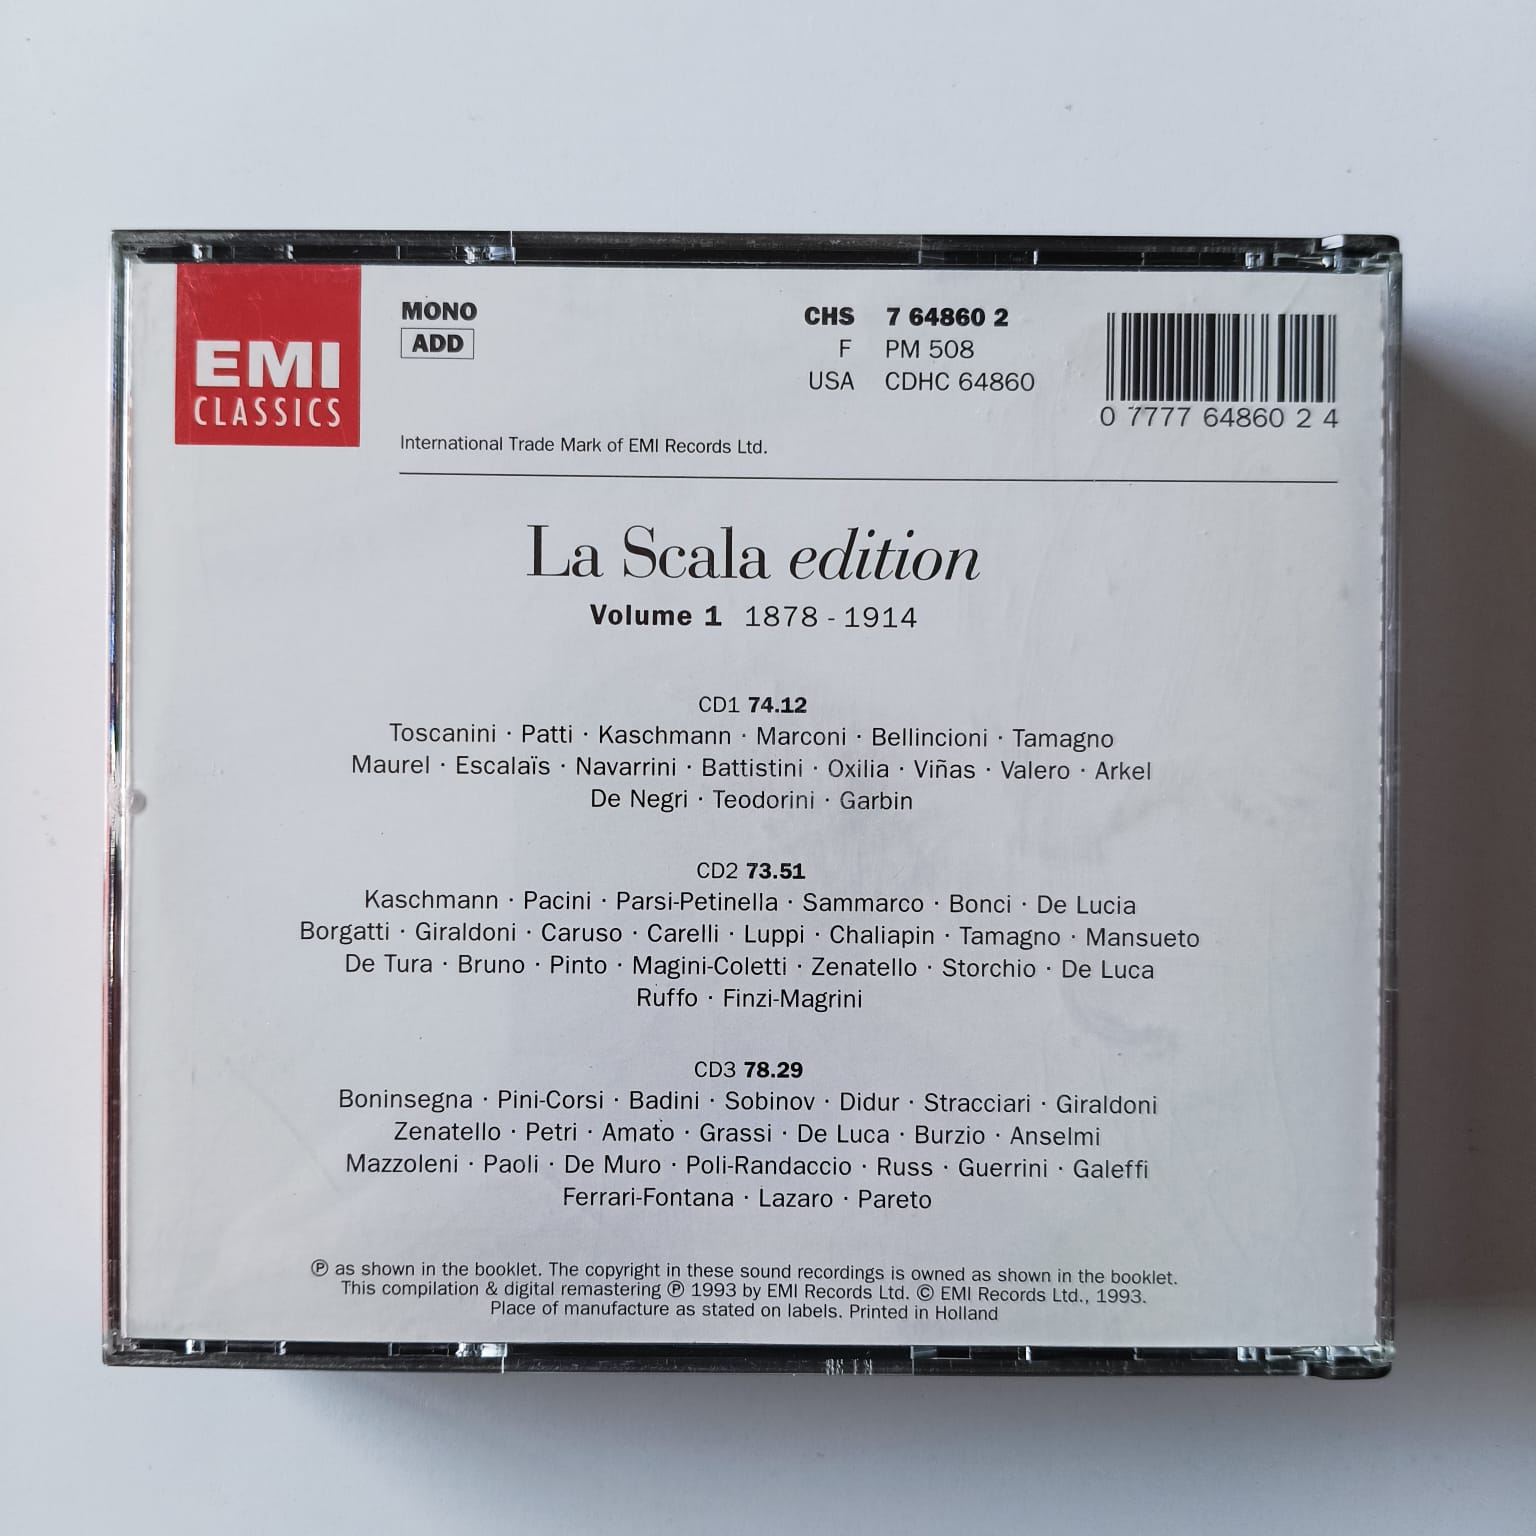 EMI
CLASSICS
MONO
ADD
CHS 7 64860 2
F PM 508
USA CDHC 64860
0 7777 64860 2 4
International Trade Mark of EMI Records Ltd.
La Scala edition
Volume 1 1878 - 1914
CD1 74.12
Toscanini · Patti · Kaschmann · Marconi · Bellincioni · Tamagno
Maurel · Escalaïs · Navarrini · Battistini · Oxilia · Viñas · Valero · Arkel
De Negri · Teodorini · Garbin
CD2 73.51
Kaschmann · Pacini · Parsi-Petinella · Sammarco · Bonci · De Lucia
Borgatti · Giraldoni · Caruso · Carelli · Luppi · Chaliapin · Tamagno · Mansueto
De Tura · Bruno · Pinto · Magini-Coletti · Zenatello · Storchio · De Luca
Ruffo · Finzi-Magrini
CD3 78.29
Boninsegna · Pini-Corsi · Badini · Sobinov · Didur · Stracciari · Giraldoni
Zenatello · Petri · Amato · Grassi · De Luca · Burzio · Anselmi
Mazzoleni · Paoli · De Muro · Poli-Randaccio · Russ · Guerrini · Galeffi
Ferrari-Fontana · Lazaro · Pareto
℗ as shown in the booklet. The copyright in these sound recordings is owned as shown in the booklet.
This compilation & digital remastering ℗ 1993 by EMI Records Ltd. © EMI Records Ltd., 1993.
Place of manufacture as stated on labels. Printed in Holland